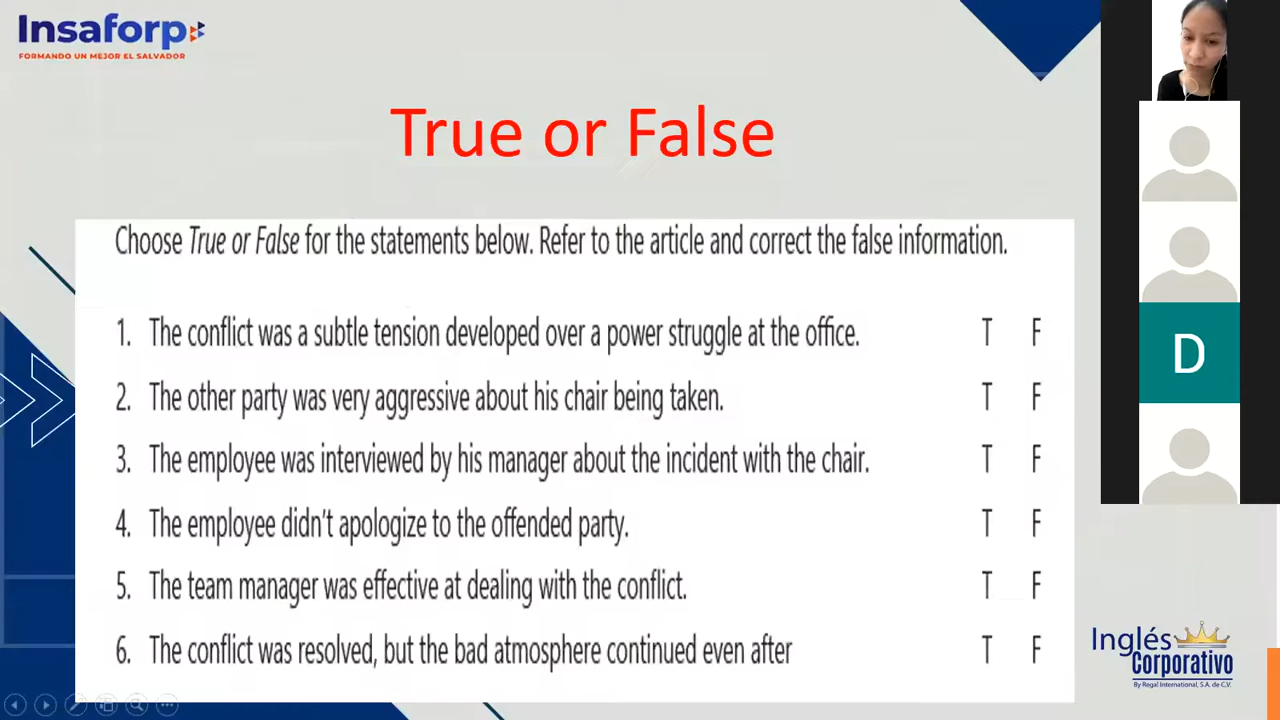 Insaforp
FORMANDO UN MEJOR EL SALVADOR
True or False
Choose True or False for the statements below. Refer to the article and correct the false information.
1. The conflict was a subtle tension developed over a power struggle at the office. T F
2. The other party was very aggressive about his chair being taken. T F
3. The employee was interviewed by his manager about the incident with the chair. T F
4. The employee didn't apologize to the offended party. T F
5. The team manager was effective at dealing with the conflict. T F
6. The conflict was resolved, but the bad atmosphere continued even after T F
D
Inglés
Corporativo
By Regal International, S.A. de C.V.